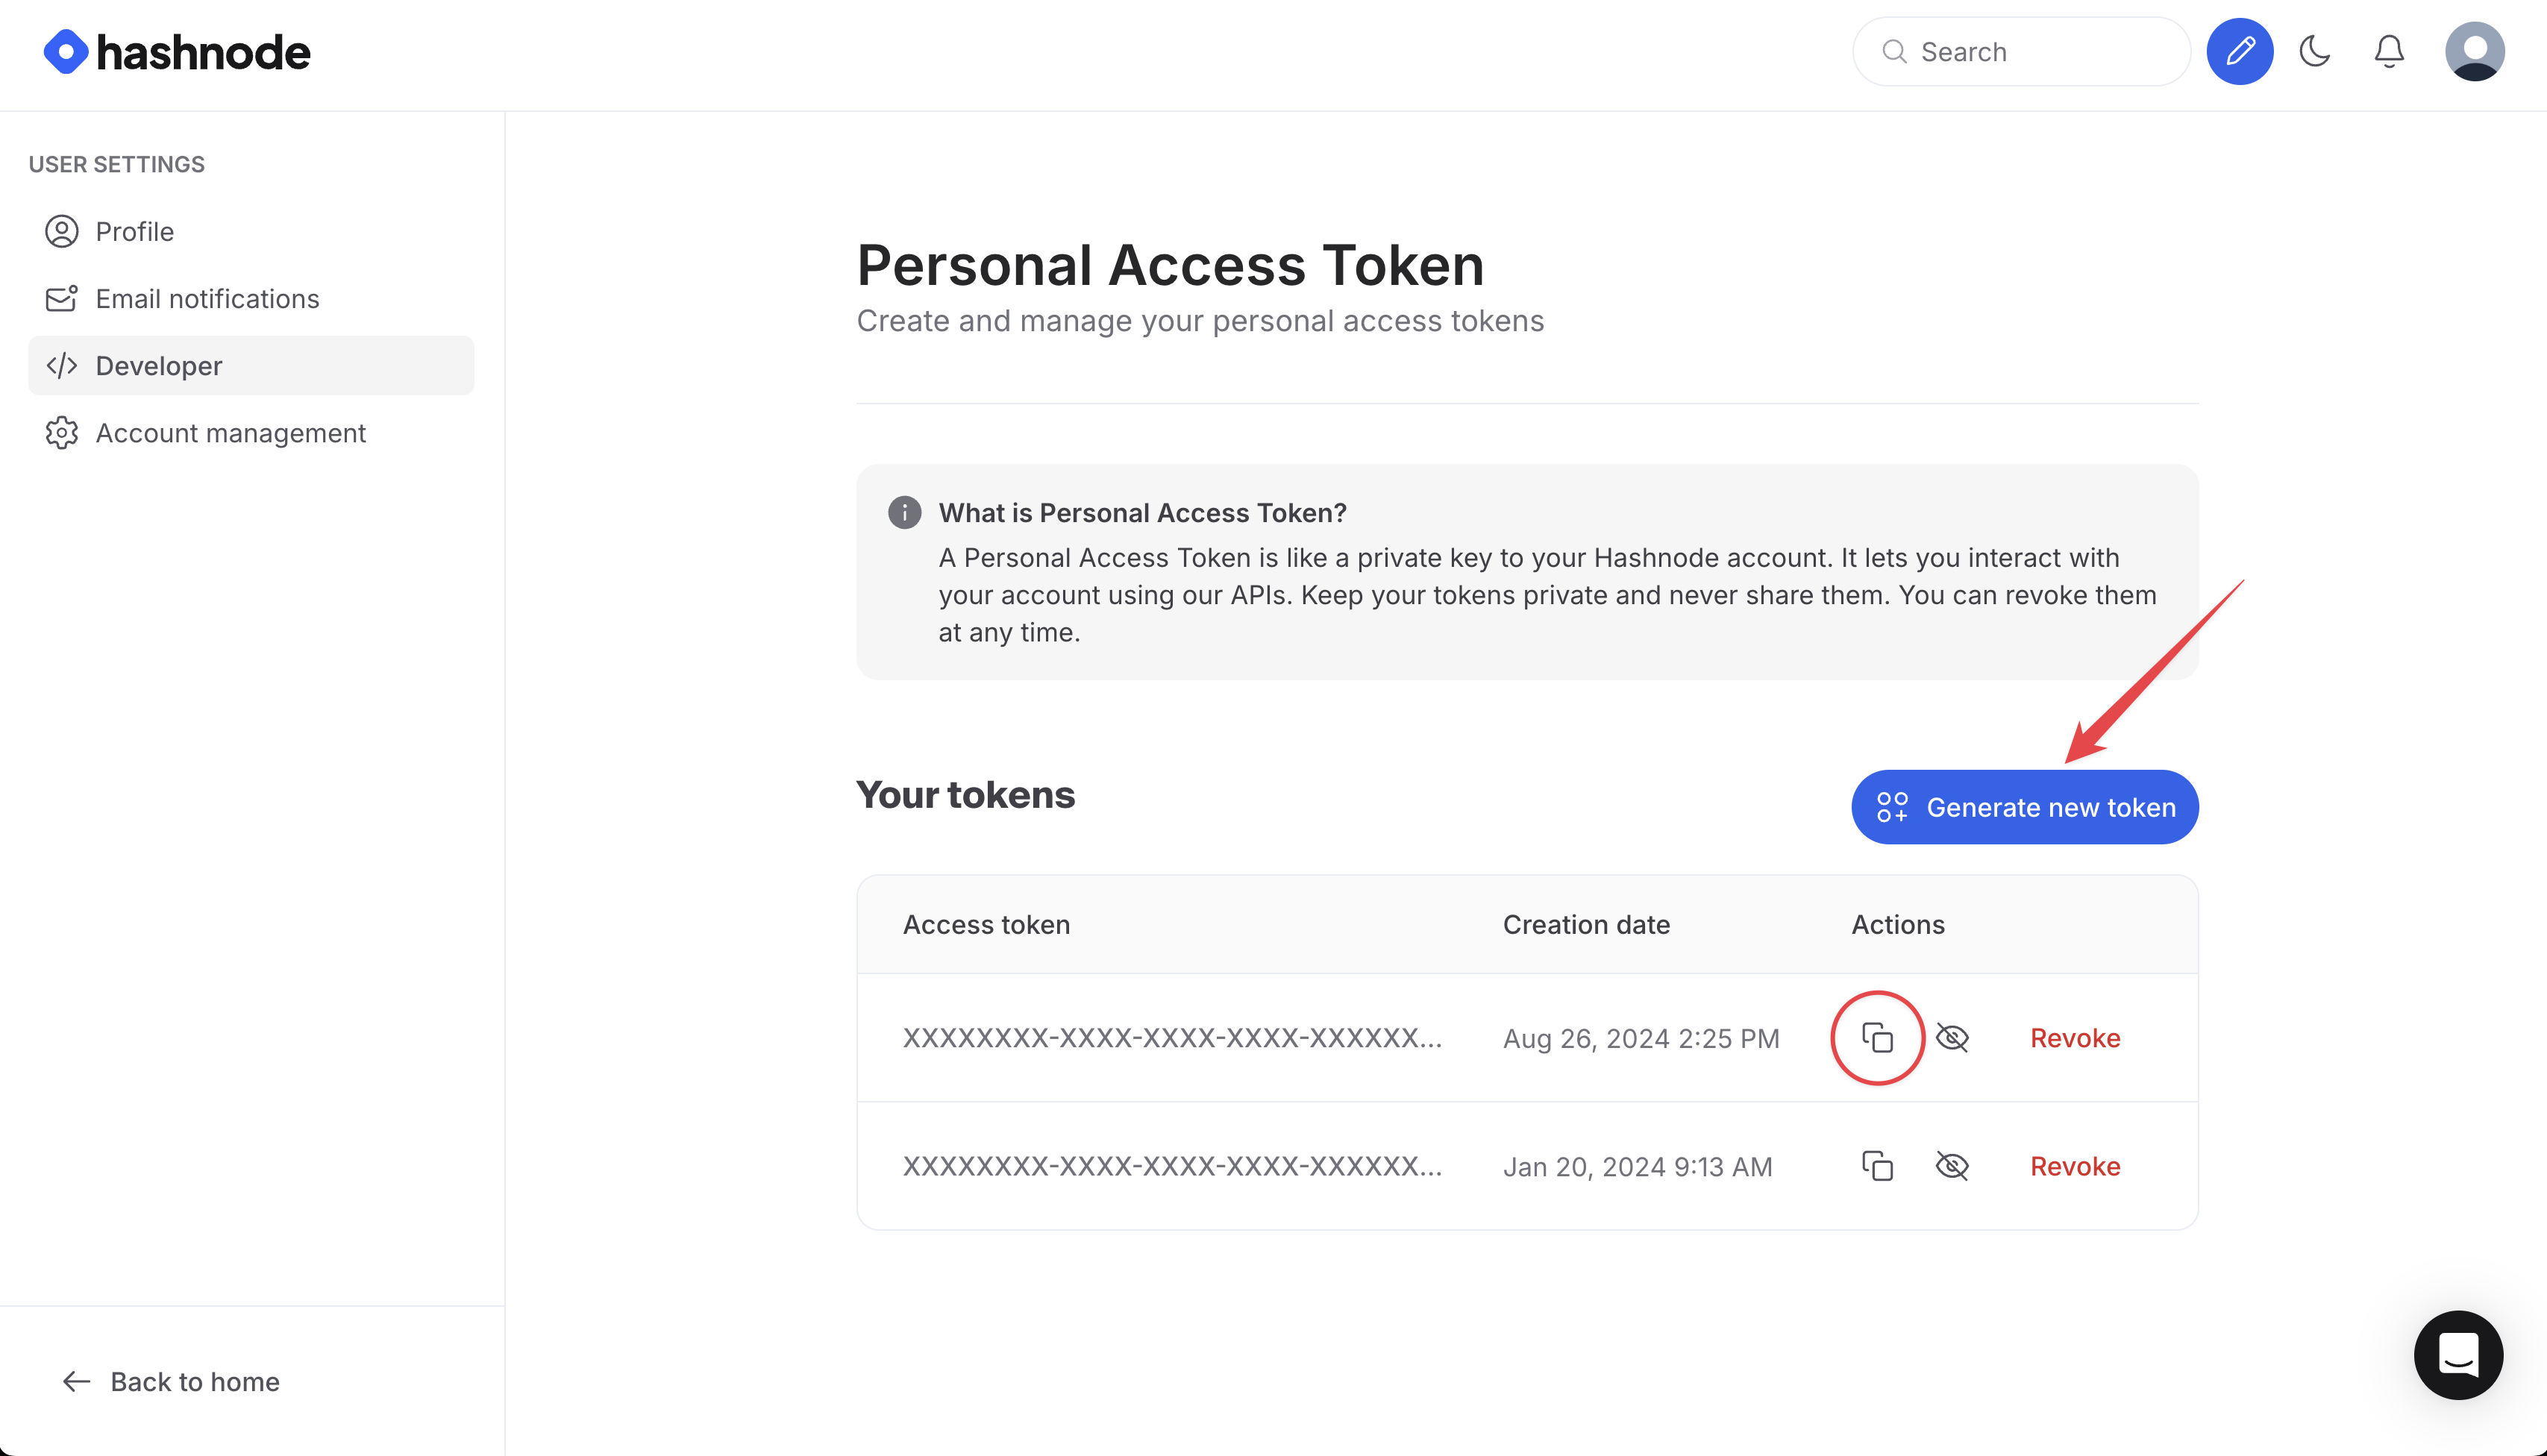 hashnode
Search
USER SETTINGS
Profile
Email notifications
Developer
Account management
Personal Access Token
Create and manage your personal access tokens
What is Personal Access Token?
A Personal Access Token is like a private key to your Hashnode account. It lets you interact with
your account using our APIs. Keep your tokens private and never share them. You can revoke them
at any time.
Your tokens
Generate new token
Access token Creation date Actions
XXXXXXXX-XXXX-XXXX-XXXX-XXXXXX... Aug 26, 2024 2:25 PM Revoke
XXXXXXXX-XXXX-XXXX-XXXX-XXXXXX... Jan 20, 2024 9:13 AM Revoke
Back to home